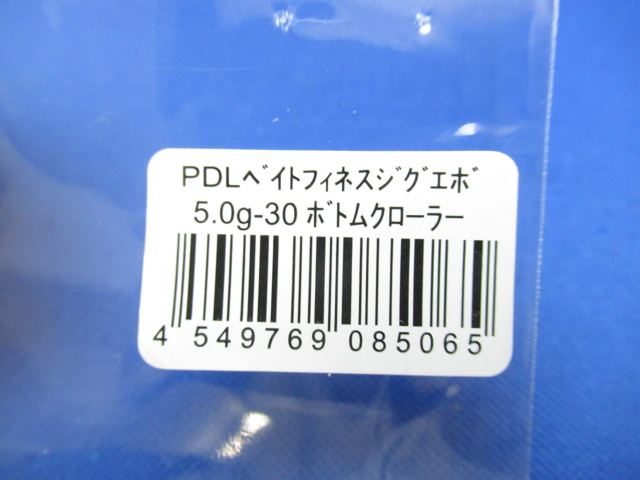 PDLﾍﾞｲﾄﾌｨﾈｽｼﾞｸﾞｴﾎﾞ
5.0g-30 ﾎﾞﾄﾑｸﾛｰﾗｰ
4 549769 085065